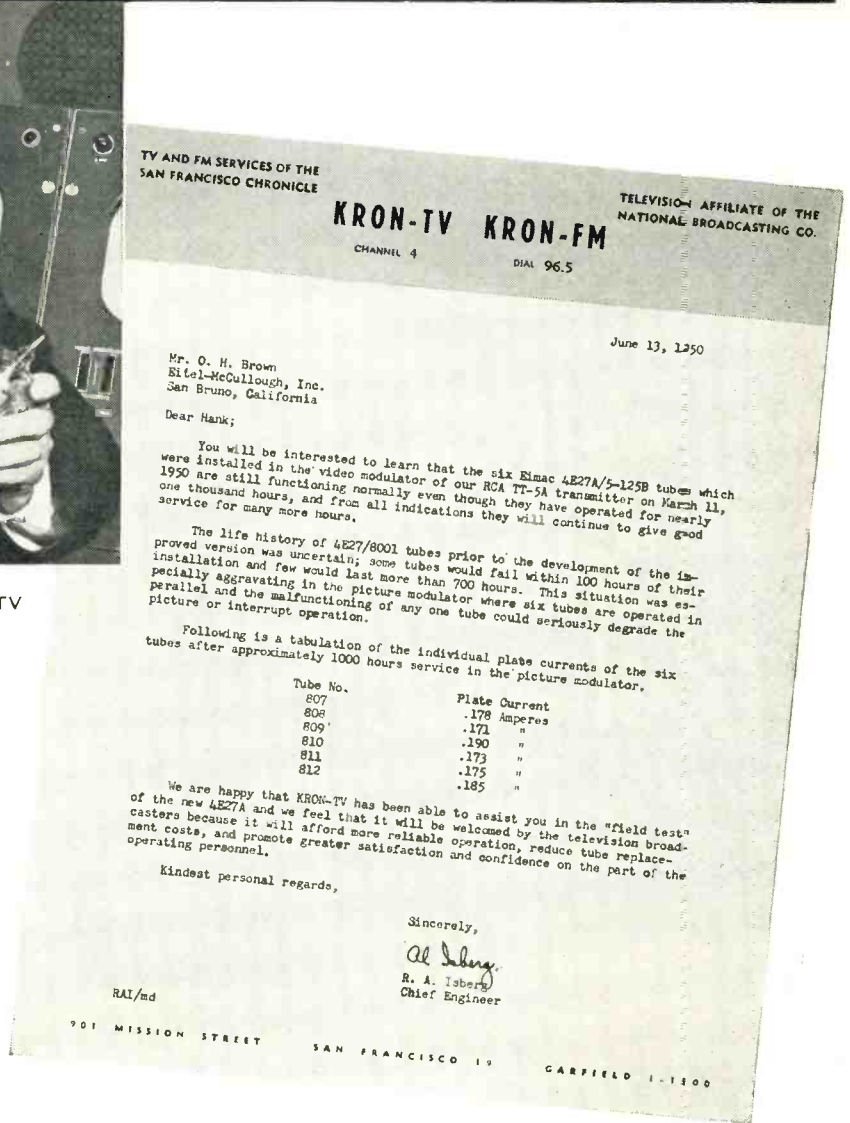 TV AND FM SERVICES OF THE
SAN FRANCISCO CHRONICLE
KRON-TV KRON-FM
CHANNEL 4
DIAL 96.5
TELEVISION AFFILIATE OF THE
NATIONAL BROADCASTING CO.
June 13, 1950
Mr. O. H. Brown
Eitel-McCullough, Inc.
San Bruno, California
Dear Hank;
You will be interested to learn that the six Eimac 4E27A/5-125B tubes which
were installed in the video modulator of our RCA TT-5A transmitter on March 11,
1950 are still functioning normally even though they have operated for nearly
one thousand hours, and from all indications they will continue to give good
service for many more hours.
The life history of 4E27/8001 tubes prior to the development of the im-
proved version was uncertain; some tubes would fail within 100 hours of their
installation and few would last more than 700 hours. This situation was es-
pecially aggravating in the picture modulator where six tubes are operated in
parallel and the malfunctioning of any one tube could seriously degrade the
picture or interrupt operation.
Following is a tabulation of the individual plate currents of the six
tubes after approximately 1000 hours service in the picture modulator.
Tube No. Plate Current
807 .178 Amperes
808 .171 "
809 .190 "
810 .173 "
811 .175 "
812 .185 "
We are happy that KRON-TV has been able to assist you in the "field test"
of the new 4E27A and we feel that it will be welcomed by the television broad-
casters because it will afford more reliable operation, reduce tube replace-
ment costs, and promote greater satisfaction and confidence on the part of the
operating personnel.
Kindest personal regards,
Sincerely,
Al Isberg.
R. A. Isberg
Chief Engineer
RAI/md
901 MISSION STREET SAN FRANCISCO 19 GARFIELD 1-1100
TV